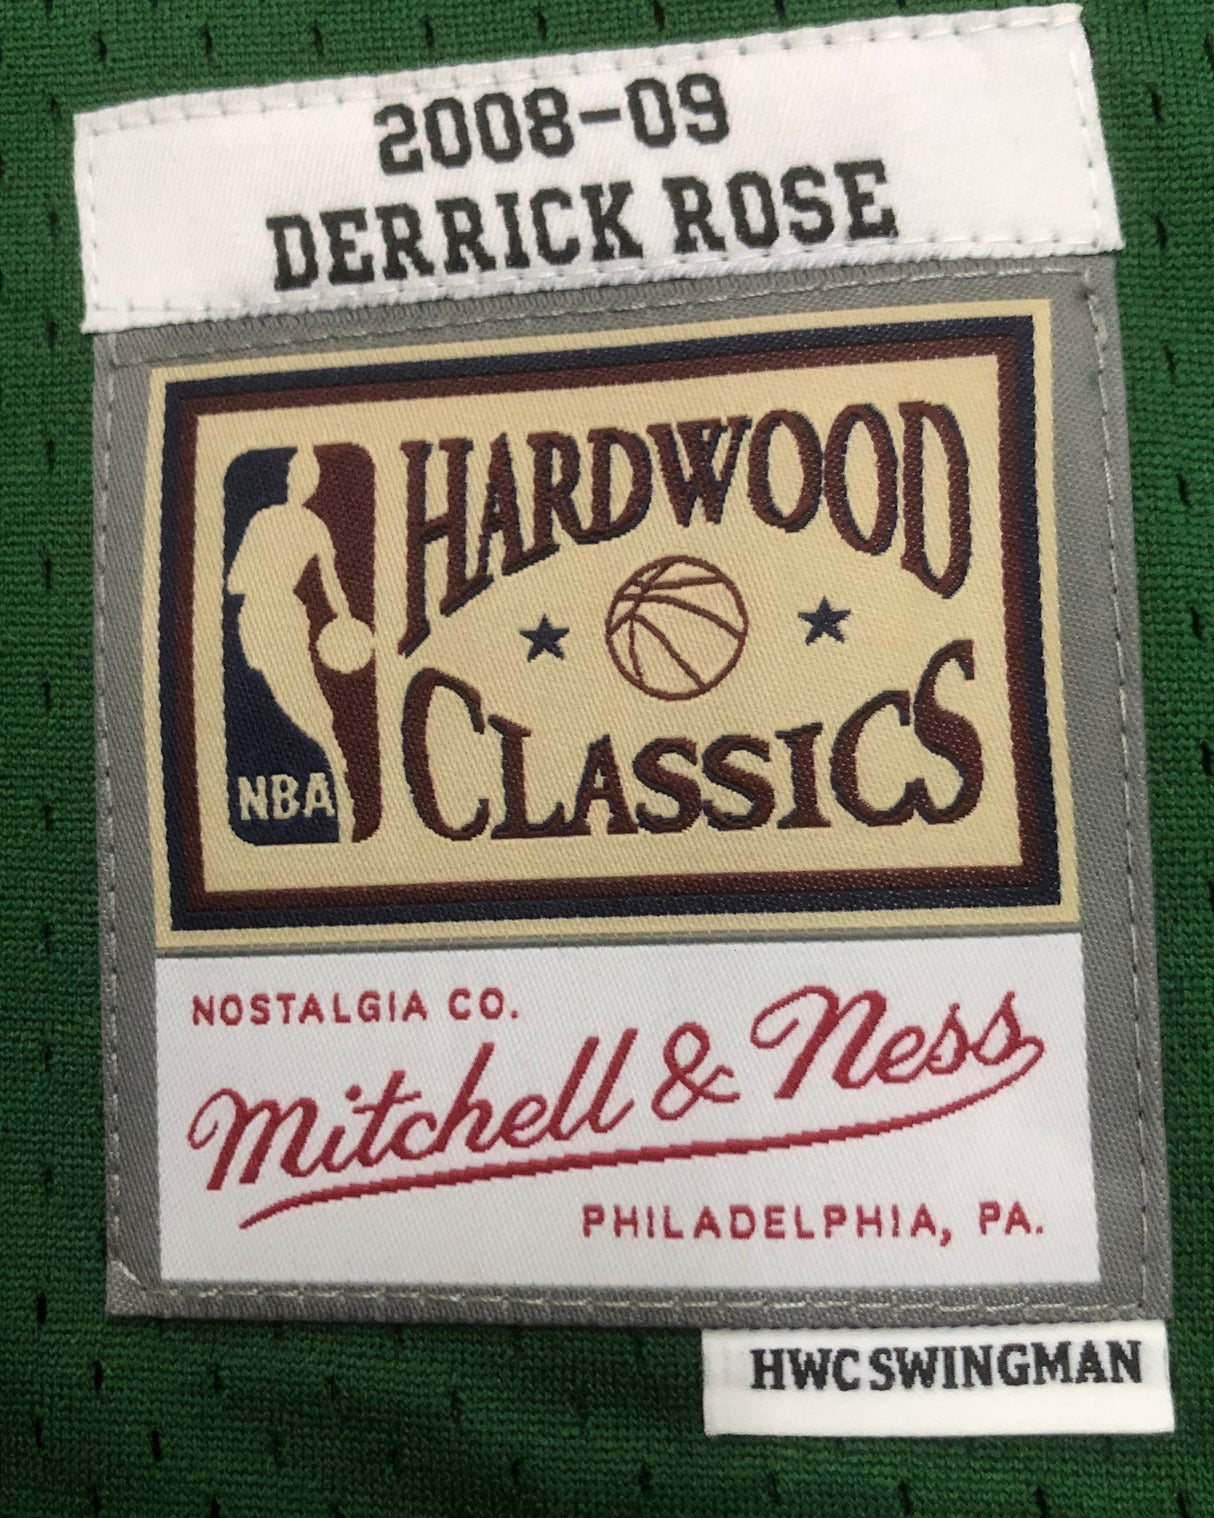 2008-09
DERRICK ROSE
HARDWOOD
CLASSICS
NBA
NOSTALGIA CO.
Mitchell & Ness
PHILADELPHIA, PA.
HWC SWINGMAN